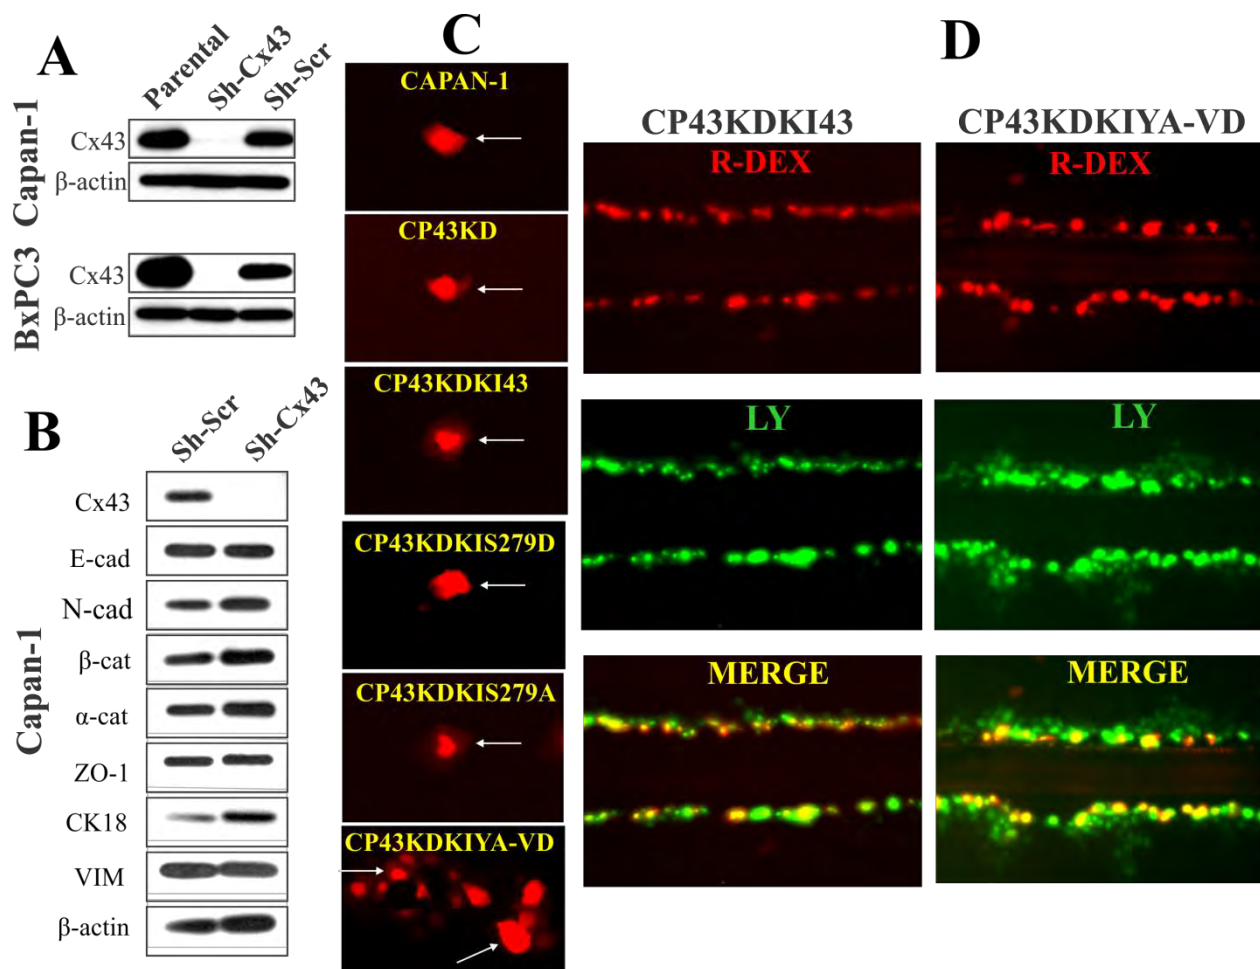 A
Parental
Sh-Cx43
Sh-Scr
Capan-1
Cx43
β-actin
BxPC3
Cx43
β-actin
B
Sh-Scr
Sh-Cx43
Capan-1
Cx43
E-cad
N-cad
β-cat
α-cat
ZO-1
CK18
VIM
β-actin
C
CAPAN-1
CP43KD
CP43KDKI43
CP43KDKIS279D
CP43KDKIS279A
CP43KDKIYA-VD
D
CP43KDKI43
CP43KDKIYA-VD
R-DEX
R-DEX
LY
LY
MERGE
MERGE